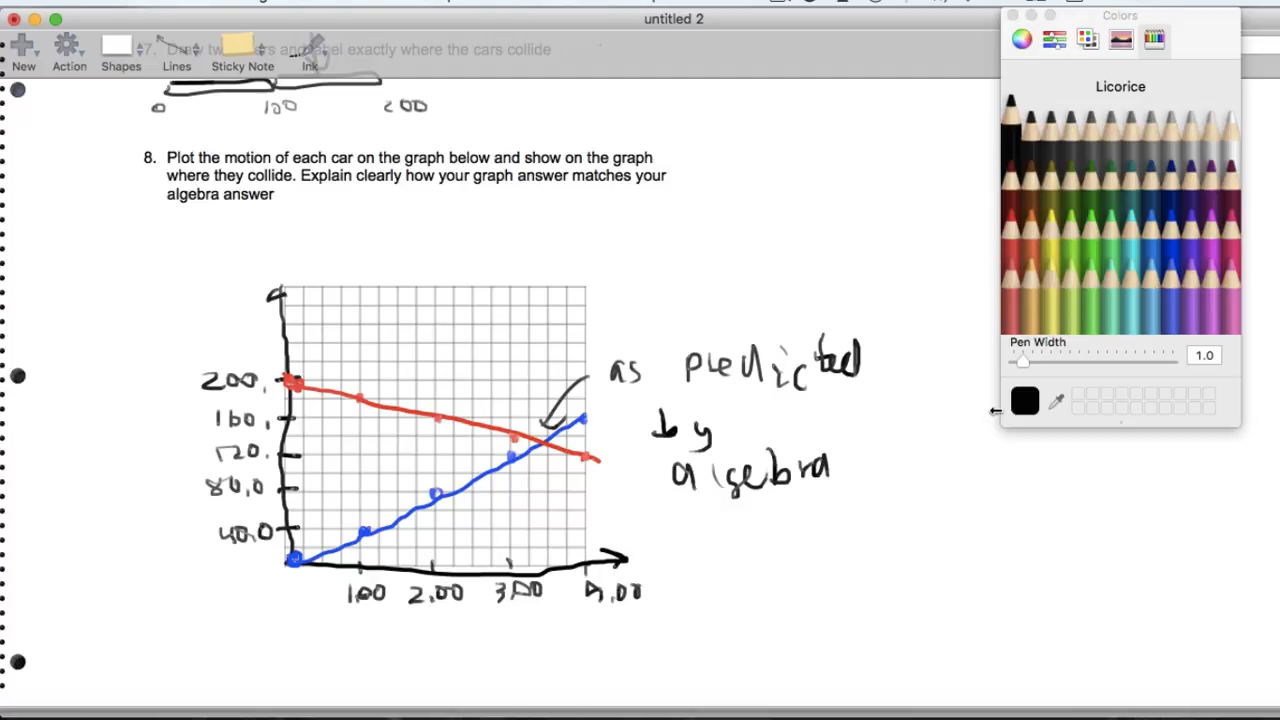 untitled 2
Colors
New Action Shapes Lines Sticky Note Ink
Licorice
0 100 200
8. Plot the motion of each car on the graph below and show on the graph
where they collide. Explain clearly how your graph answer matches your
algebra answer
Pen Width
1.0
as predicted
by
algebra
200.
160.
120.
80.0
40.0
1.00 2.00 3.00 4.00